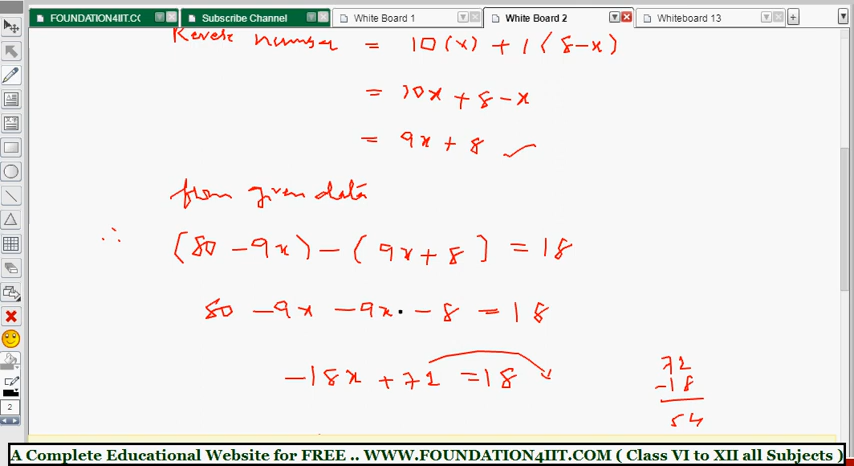 FOUNDATION4IIT.CC Subscribe Channel White Board 1 White Board 2 Whiteboard 13
number = 10(x) + 1(8-x)
= 10x + 8 - x
= 9x + 8 ✓
from given data
∴ (80 - 9x) - (9x + 8) = 18
80 - 9x - 9x - 8 = 18
-18x + 72 = 18
72
-18
54
2
A Complete Educational Website for FREE .. WWW.FOUNDATION4IIT.COM ( Class VI to XII all Subjects )